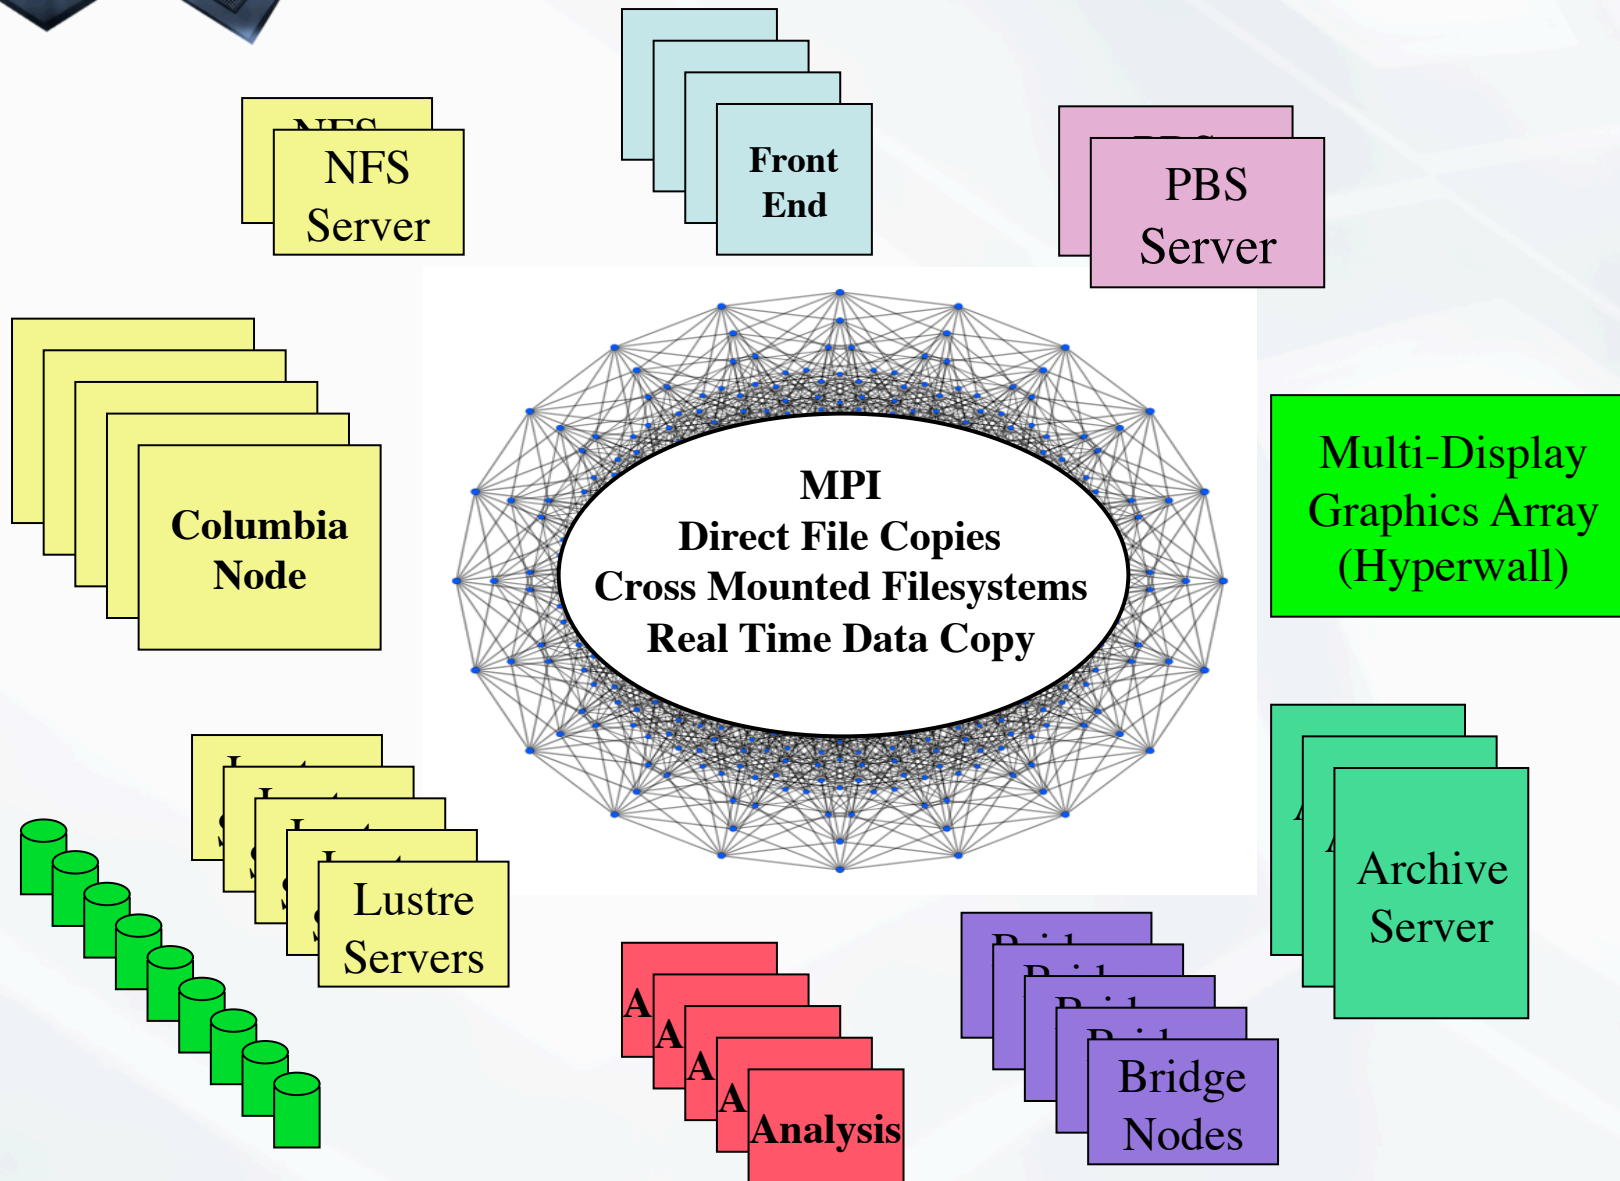 NFS
Server
Front
End
PBS
Server
Columbia
Node
MPI
Direct File Copies
Cross Mounted Filesystems
Real Time Data Copy
Multi-Display
Graphics Array
(Hyperwall)
Lustre
Servers
Archive
Server
A
A
A
A
Analysis
Bridge
Nodes